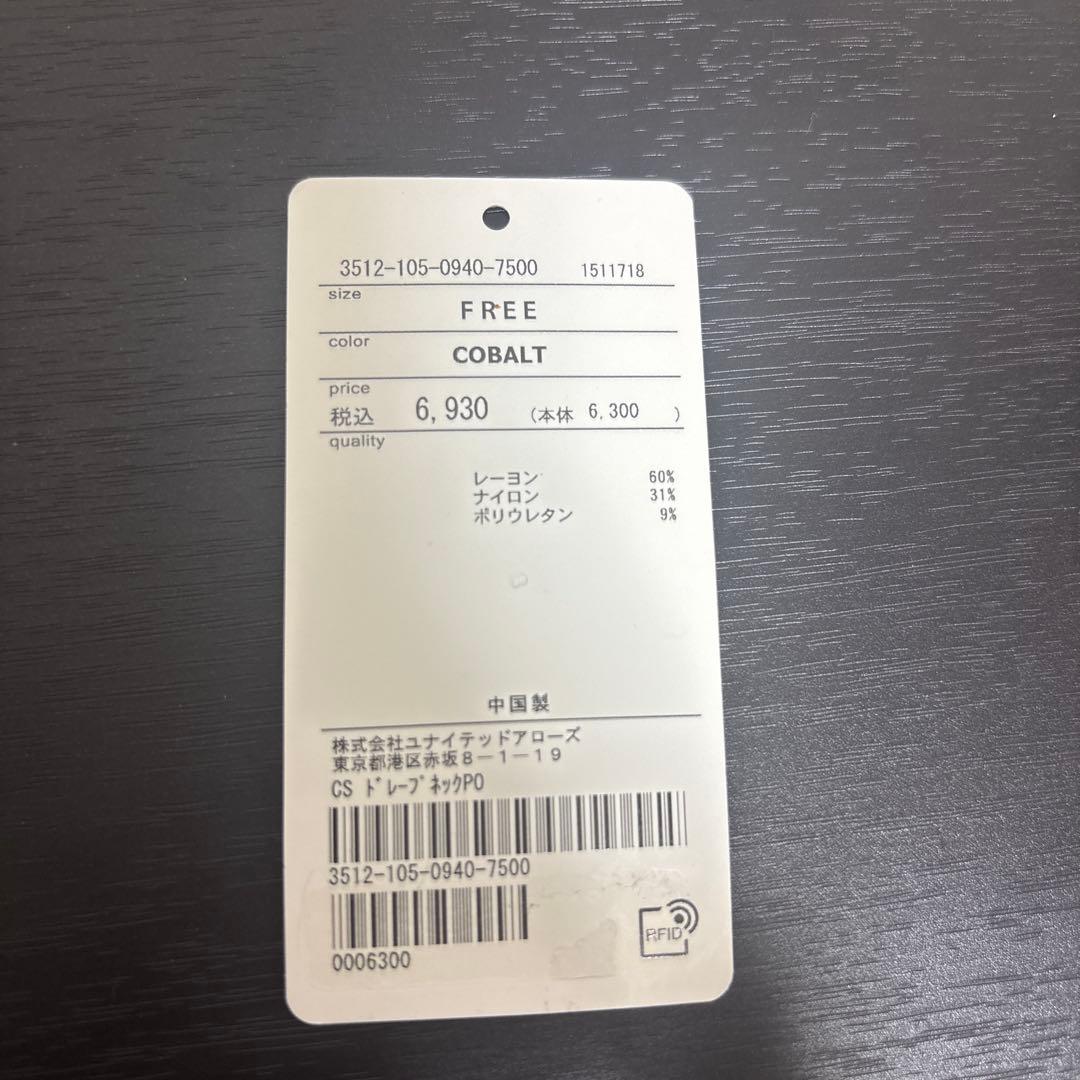 3512-105-0940-7500 1511718
size
FREE
color
COBALT
price
税込 6,930 (本体 6,300 )
quality
レーヨン 60%
ナイロン 31%
ポリウレタン 9%
中国製
株式会社ユナイテッドアローズ
東京都港区赤坂8-1-19
CS ﾄﾞﾚｰﾌﾟﾈｯｸPO
3512-105-0940-7500
0006300
RFID